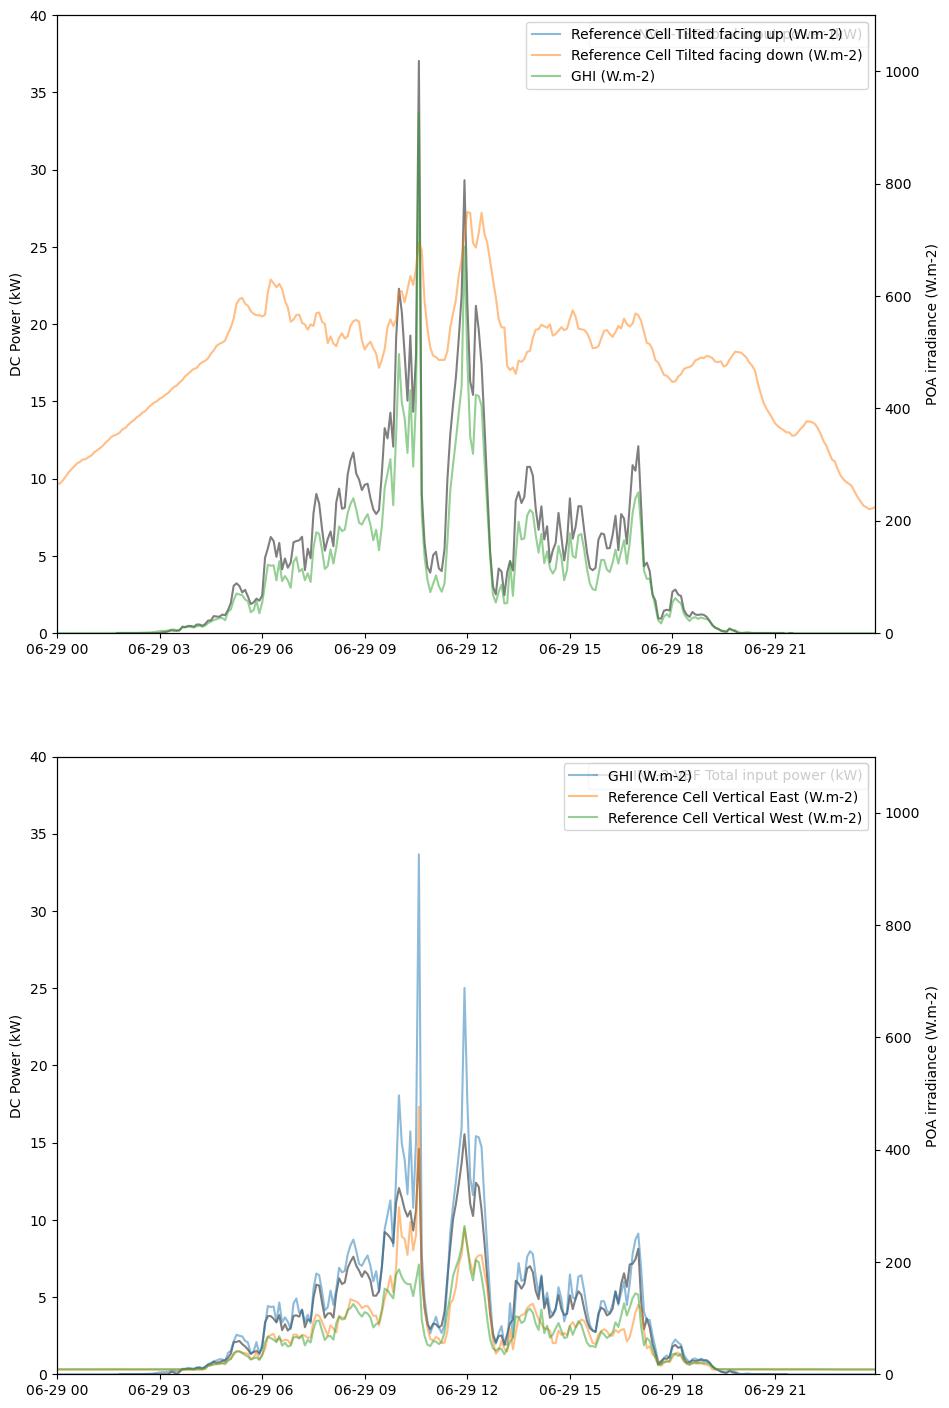 40
35
30
25
20
15
10
5
0
DC Power (kW)
Reference Cell Tilted facing up (W.m-2)
Reference Cell Tilted facing down (W.m-2)
GHI (W.m-2)
1000
800
600
400
200
0
POA irradiance (W.m-2)
06-29 00 06-29 03 06-29 06 06-29 09 06-29 12 06-29 15 06-29 18 06-29 21
40
35
30
25
20
15
10
5
0
DC Power (kW)
GHI (W.m-2) Total input power (kW)
Reference Cell Vertical East (W.m-2)
Reference Cell Vertical West (W.m-2)
1000
800
600
400
200
0
POA irradiance (W.m-2)
06-29 00 06-29 03 06-29 06 06-29 09 06-29 12 06-29 15 06-29 18 06-29 21